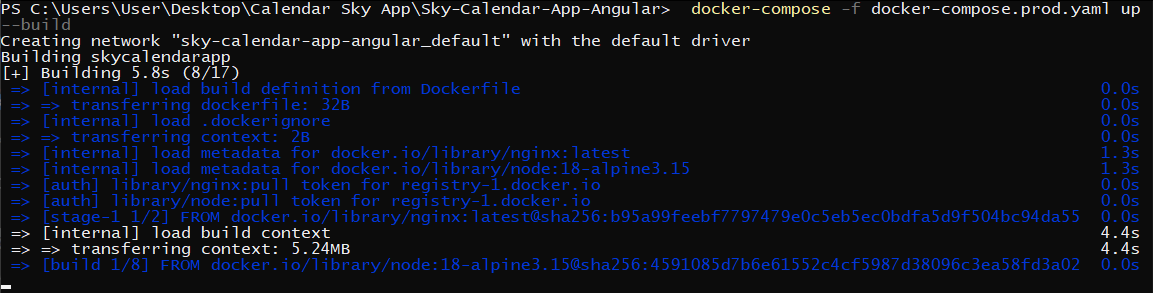 PS C:\Users\User\Desktop\Calendar Sky App\Sky-Calendar-App-Angular>  docker-compose -f docker-compose.prod.yaml up
--build
Creating network "sky-calendar-app-angular_default" with the default driver
Building skycalendarapp
[+] Building 5.8s (8/17)
=> [internal] load build definition from Dockerfile 0.0s
=> => transferring dockerfile: 32B 0.0s
=> [internal] load .dockerignore 0.0s
=> => transferring context: 2B 0.0s
=> [internal] load metadata for docker.io/library/nginx:latest 1.3s
=> [internal] load metadata for docker.io/library/node:18-alpine3.15 1.3s
=> [auth] library/nginx:pull token for registry-1.docker.io 0.0s
=> [auth] library/node:pull token for registry-1.docker.io 0.0s
=> [stage-1 1/2] FROM docker.io/library/nginx:latest@sha256:b95a99feebf7797479e0c5eb5ec0bdfa5d9f504bc94da55 0.0s
=> [internal] load build context 4.4s
=> => transferring context: 5.24MB 4.4s
=> [build 1/8] FROM docker.io/library/node:18-alpine3.15@sha256:4591085d7b6e61552c4cf5987d38096c3ea58fd3a02 0.0s